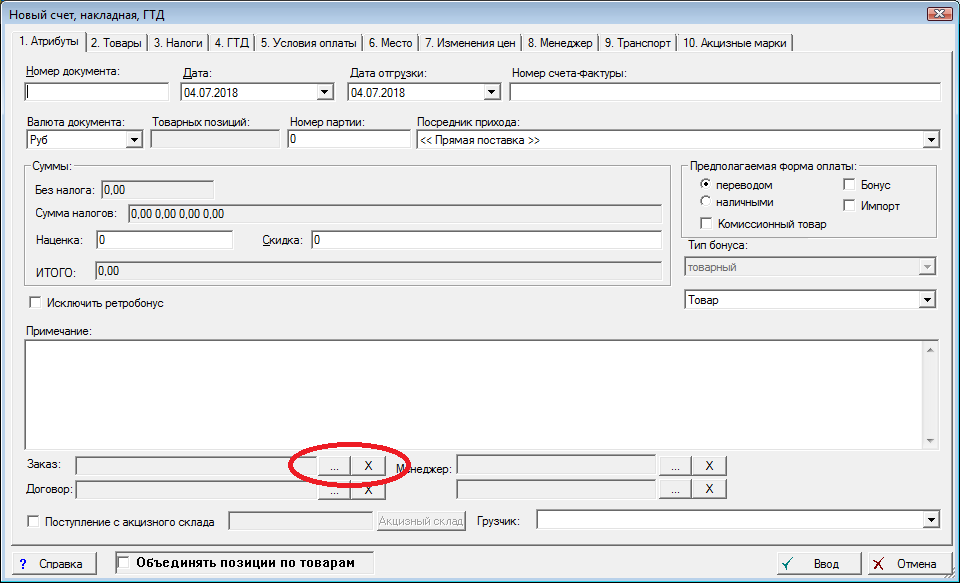 Новый счет, накладная, ГТД
1. Атрибуты 2. Товары 3. Налоги 4. ГТД 5. Условия оплаты 6. Место 7. Изменения цен 8. Менеджер 9. Транспорт 10. Акцизные марки
Номер документа: Дата: Дата отгрузки: Номер счета-фактуры:
04.07.2018 04.07.2018
Валюта документа: Товарных позиций: Номер партии: Посредник прихода:
Руб 0 << Прямая поставка >>
Суммы: Предполагаемая форма оплаты:
Без налога: 0,00 переводом Бонус
Сумма налогов: 0,00 0,00 0,00 0,00 наличными Импорт
Наценка: 0 Скидка: 0 Комиссионный товар
Тип бонуса:
ИТОГО: 0,00 товарный
Исключить ретробонус Товар
Примечание:
Заказ: ... X Менеджер: ... X
Договор: ... X ... X
Поступление с акцизного склада Акцизный склад Грузчик:
? Справка Объединять позиции по товарам Ввод Отмена